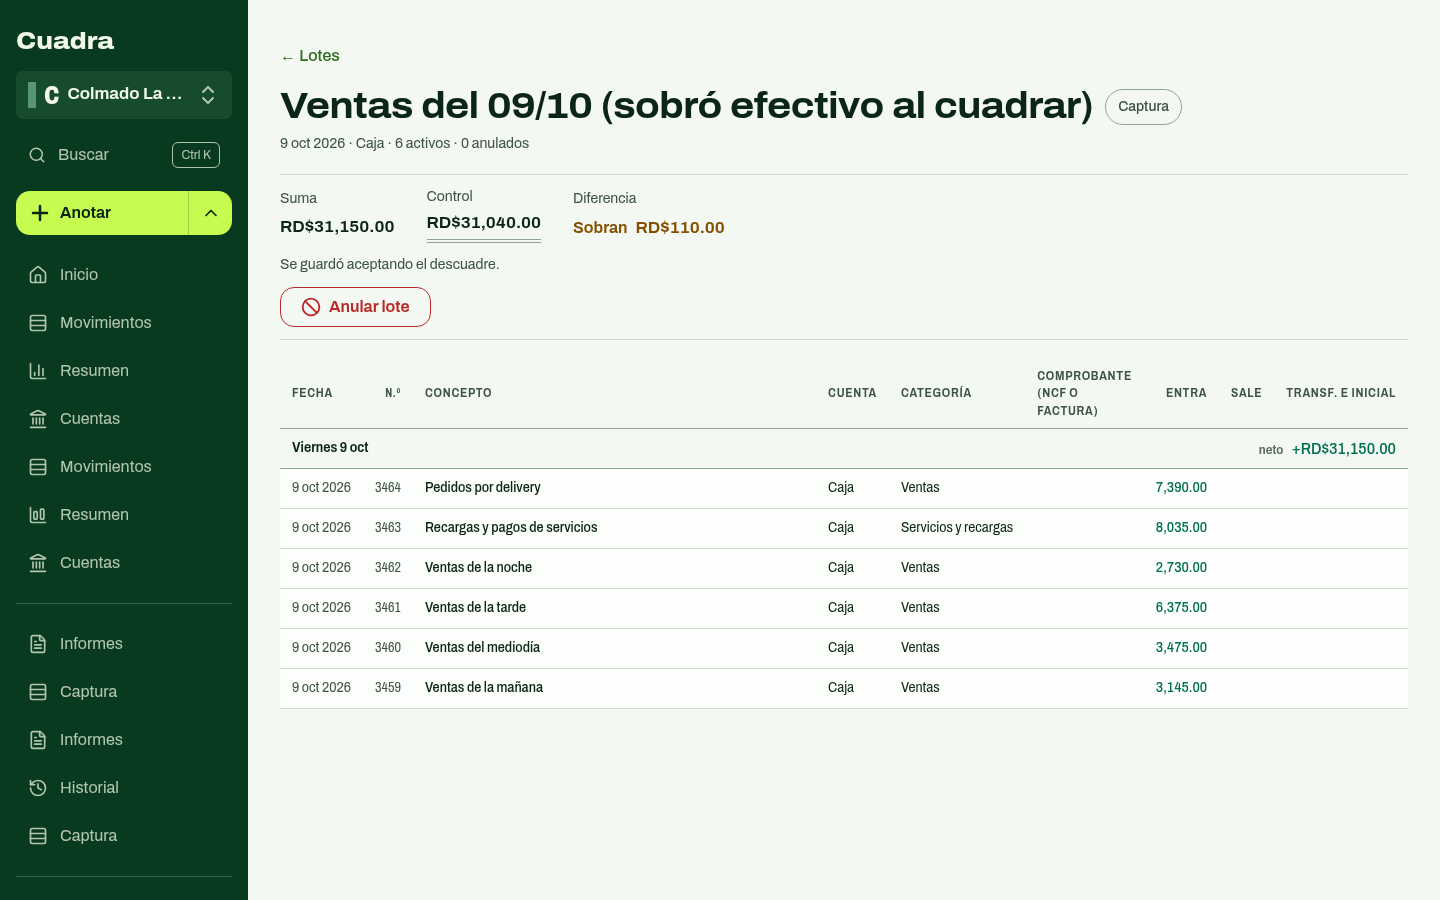 Cuadra
C Colmado La ...
Buscar Ctrl K
Anotar
Inicio
Movimientos
Resumen
Cuentas
Movimientos
Resumen
Cuentas
Informes
Captura
Informes
Historial
Captura
← Lotes
Ventas del 09/10 (sobró efectivo al cuadrar) Captura
9 oct 2026 · Caja · 6 activos · 0 anulados
Suma Control Diferencia
RD$31,150.00 RD$31,040.00 Sobran RD$110.00
Se guardó aceptando el descuadre.
Anular lote
FECHA N.º CONCEPTO CUENTA CATEGORÍA COMPROBANTE (NCF O FACTURA) ENTRA SALE TRANSF. E INICIAL
Viernes 9 oct neto +RD$31,150.00
9 oct 2026 3464 Pedidos por delivery Caja Ventas 7,390.00
9 oct 2026 3463 Recargas y pagos de servicios Caja Servicios y recargas 8,035.00
9 oct 2026 3462 Ventas de la noche Caja Ventas 2,730.00
9 oct 2026 3461 Ventas de la tarde Caja Ventas 6,375.00
9 oct 2026 3460 Ventas del mediodía Caja Ventas 3,475.00
9 oct 2026 3459 Ventas de la mañana Caja Ventas 3,145.00